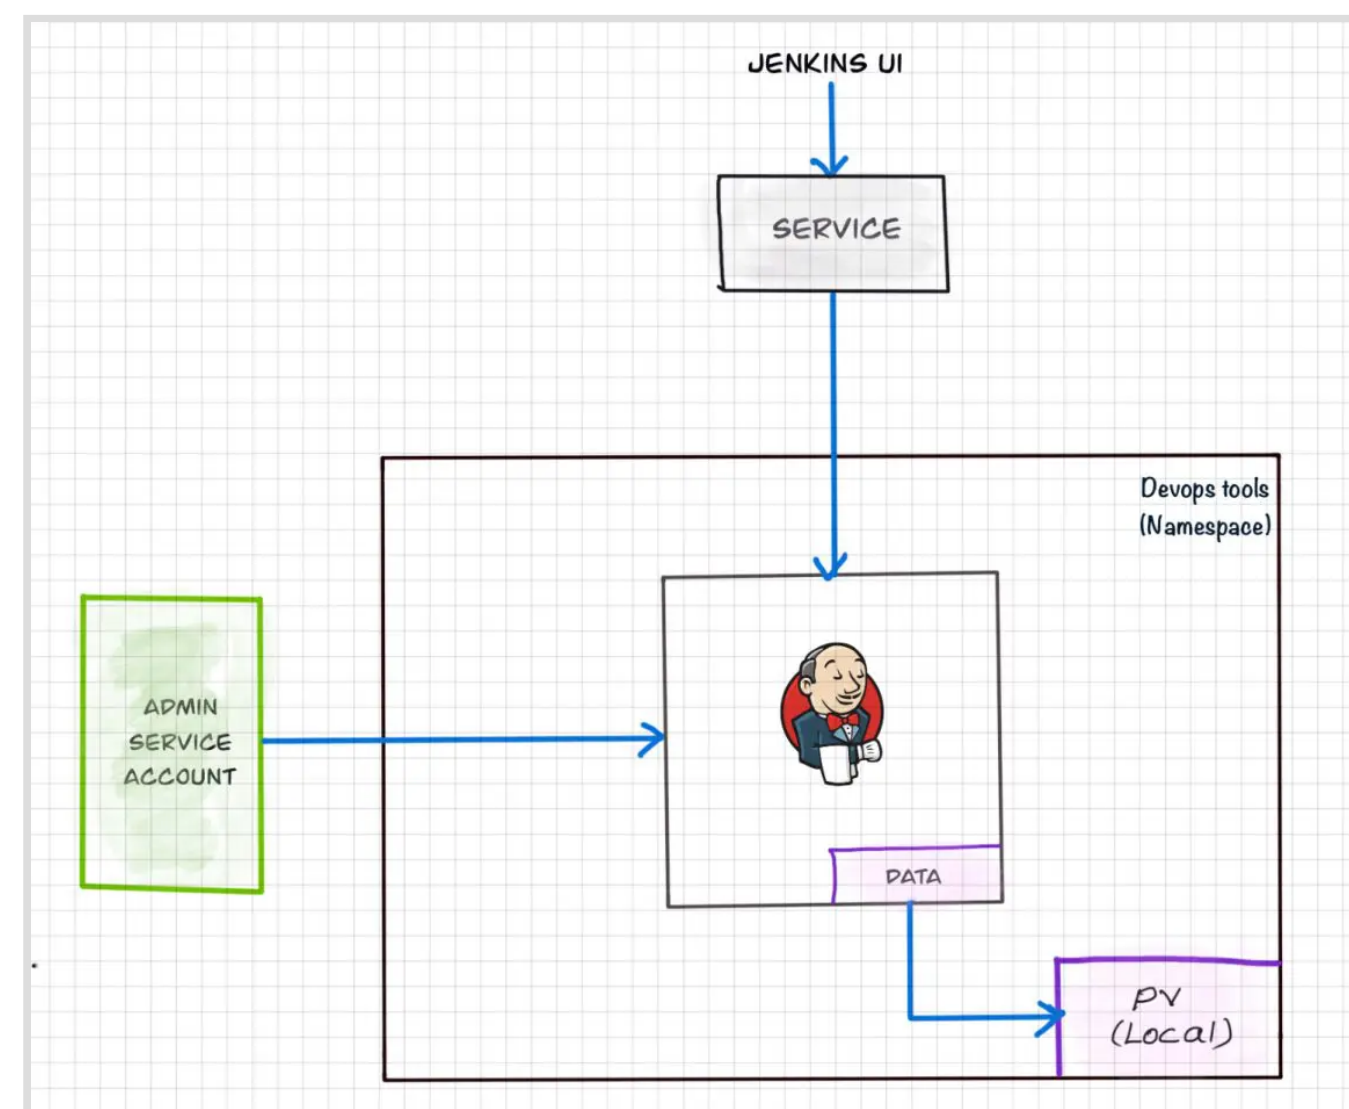 JENKINS UI
SERVICE
Devops tools
(Namespace)
ADMIN
SERVICE
ACCOUNT
DATA
PV
(Local)